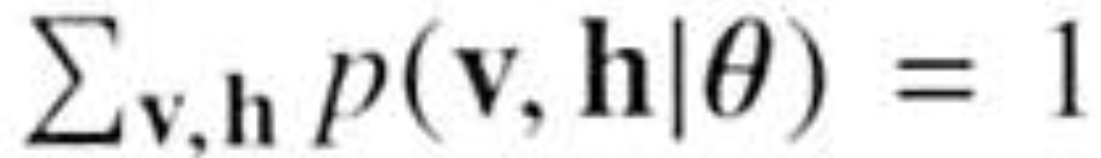 ∑v,h p(v, h|θ) = 1